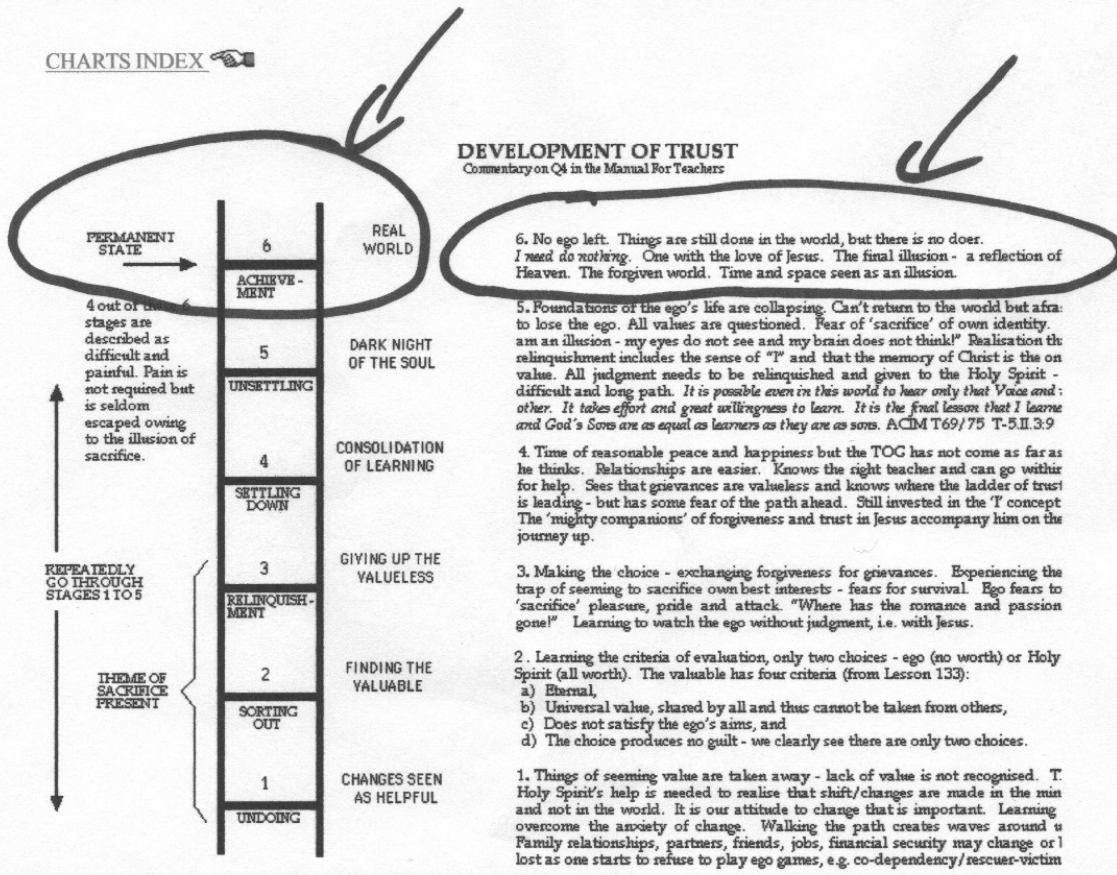 CHARTS INDEX
DEVELOPMENT OF TRUST
Commentary on Q4 in the Manual For Teachers
PERMANENT
STATE
4 out of these 6
stages are
described as
difficult and
painful. Pain is
not required but
is seldom
escaped owing
to the illusion of
sacrifice.
REPEATEDLY
GO THROUGH
STAGES 1 TO 5
THEME OF
SACRIFICE
PRESENT
6
ACHIEVE-
MENT
5
UNSETTLING
4
SETTLING
DOWN
3
RELINQUISH-
MENT
2
SORTING
OUT
1
UNDOING
REAL
WORLD
DARK NIGHT
OF THE SOUL
CONSOLIDATION
OF LEARNING
GIVING UP THE
VALUELESS
FINDING THE
VALUABLE
CHANGES SEEN
AS HELPFUL
6. No ego left. Things are still done in the world, but there is no doer.
I need do nothing. One with the love of Jesus. The final illusion - a reflection of
Heaven. The forgiven world. Time and space seen as an illusion.
5. Foundations of the ego's life are collapsing. Can't return to the world but afra
to lose the ego. All values are questioned. Fear of 'sacrifice' of own identity.
am an illusion - my eyes do not see and my brain does not think!" Realisation th
relinquishment includes the sense of "I" and that the memory of Christ is the on
value. All judgment needs to be relinquished and given to the Holy Spirit -
difficult and long path. It is possible even in this world to hear only that Voice and
other. It takes effort and great willingness to learn. It is the final lesson that I learne
and God's Sons are as equal as learners as they are as sons. ACIM T69/75 T-5.II.3:9
4. Time of reasonable peace and happiness but the TOG has not come as far as
he thinks. Relationships are easier. Knows the right teacher and can go within
for help. Sees that grievances are valueless and knows where the ladder of trust
is leading - but has some fear of the path ahead. Still invested in the 'I' concept
The 'mighty companions' of forgiveness and trust in Jesus accompany him on the
journey up.
3. Making the choice - exchanging forgiveness for grievances. Experiencing the
trap of seeming to sacrifice own best interests - fears for survival. Ego fears to
'sacrifice' pleasure, pride and attack. "Where has the romance and passion
gone!" Learning to watch the ego without judgment, i.e. with Jesus.
2. Learning the criteria of evaluation, only two choices - ego (no worth) or Holy
Spirit (all worth). The valuable has four criteria (from Lesson 133):
a) Eternal,
b) Universal value, shared by all and thus cannot be taken from others,
c) Does not satisfy the ego's aims, and
d) The choice produces no guilt - we clearly see there are only two choices.
1. Things of seeming value are taken away - lack of value is not recognised. T
Holy Spirit's help is needed to realise that shift/changes are made in the min
and not in the world. It is our attitude to change that is important. Learning
overcome the anxiety of change. Walking the path creates waves around u
Family relationships, partners, friends, jobs, financial security may change or l
lost as one starts to refuse to play ego games, e.g. co-dependency/rescuer-victim